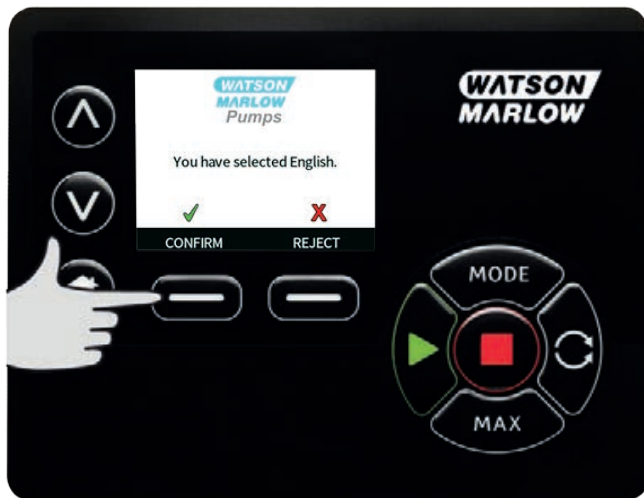 WATSON
MARLOW
Pumps
You have selected English.
CONFIRM
REJECT
WATSON
MARLOW
MODE
MAX